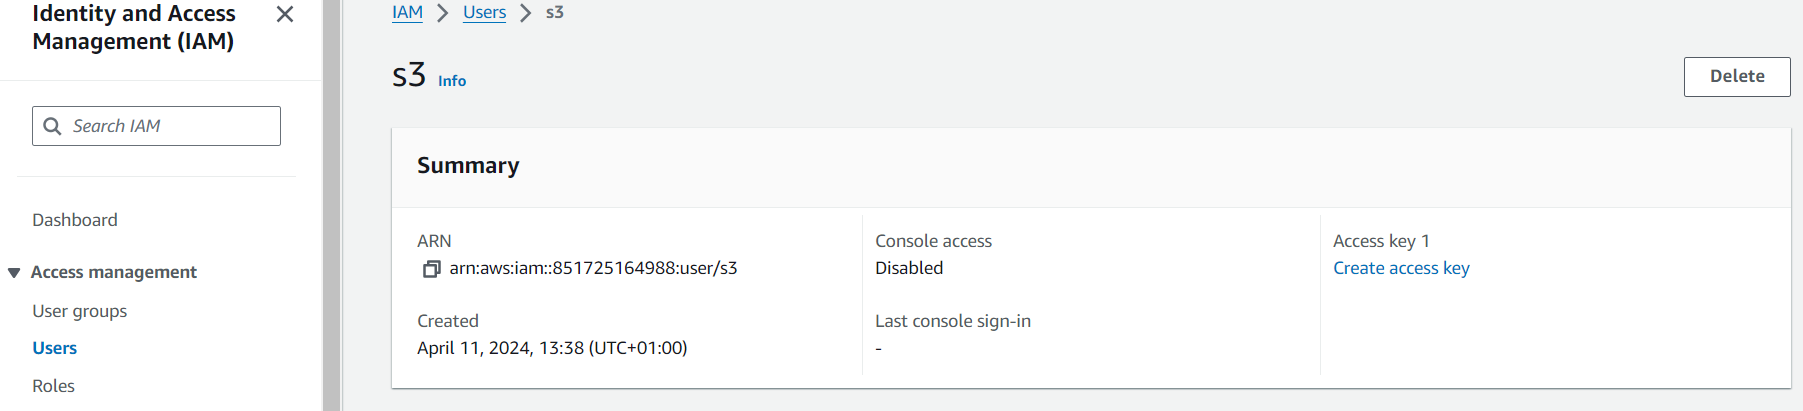 Identity and Access
Management (IAM)
Search IAM
Dashboard
Access management
User groups
Users
Roles
IAM > Users > s3
s3 Info
Delete
Summary
ARN
arn:aws:iam::851725164988:user/s3
Created
April 11, 2024, 13:38 (UTC+01:00)
Console access
Disabled
Last console sign-in
-
Access key 1
Create access key